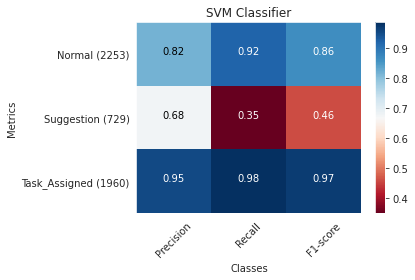 SVM Classifier
Metrics
Normal (2253) 0.82 0.92 0.86
Suggestion (729) 0.68 0.35 0.46
Task_Assigned (1960) 0.95 0.98 0.97
Precision Recall F1-score
Classes
0.9
0.8
0.7
0.6
0.5
0.4